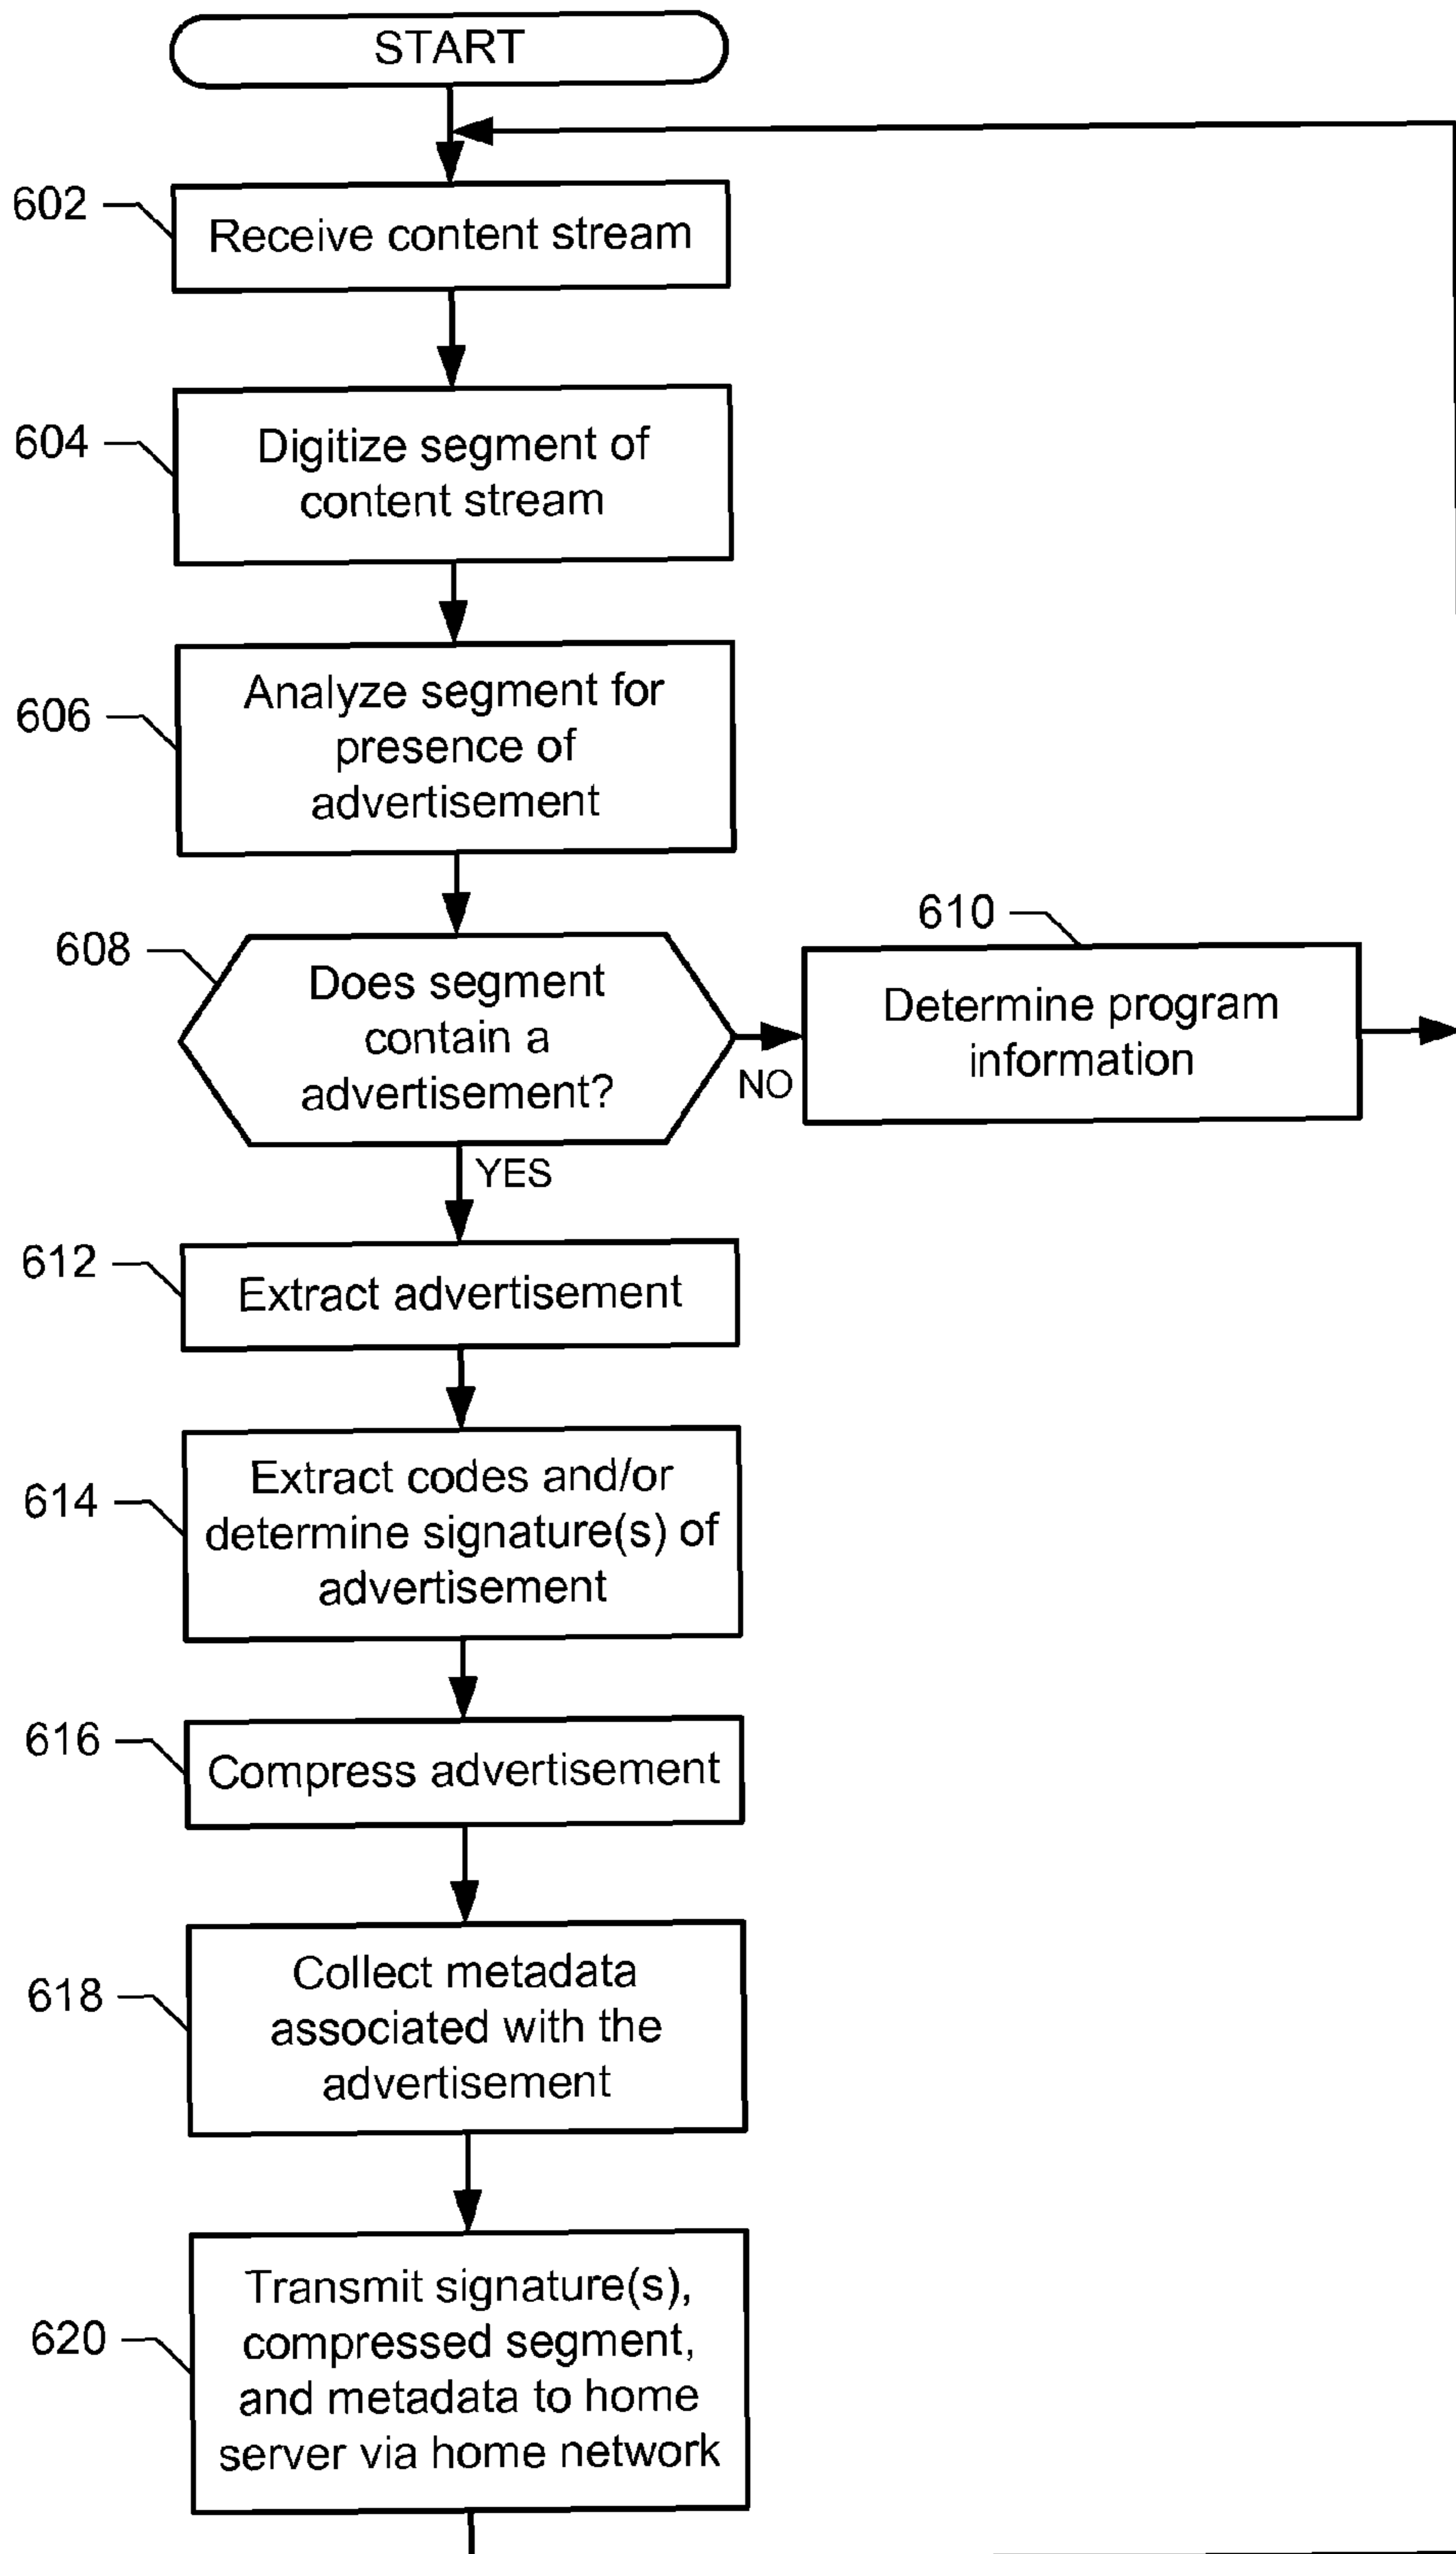 START
602
Receive content stream
604
Digitize segment of
content stream
606
Analyze segment for
presence of
advertisement
608
Does segment
contain a
advertisement?
NO
610
Determine program
information
YES
612
Extract advertisement
614
Extract codes and/or
determine signature(s) of
advertisement
616
Compress advertisement
618
Collect metadata
associated with the
advertisement
620
Transmit signature(s),
compressed segment,
and metadata to home
server via home network